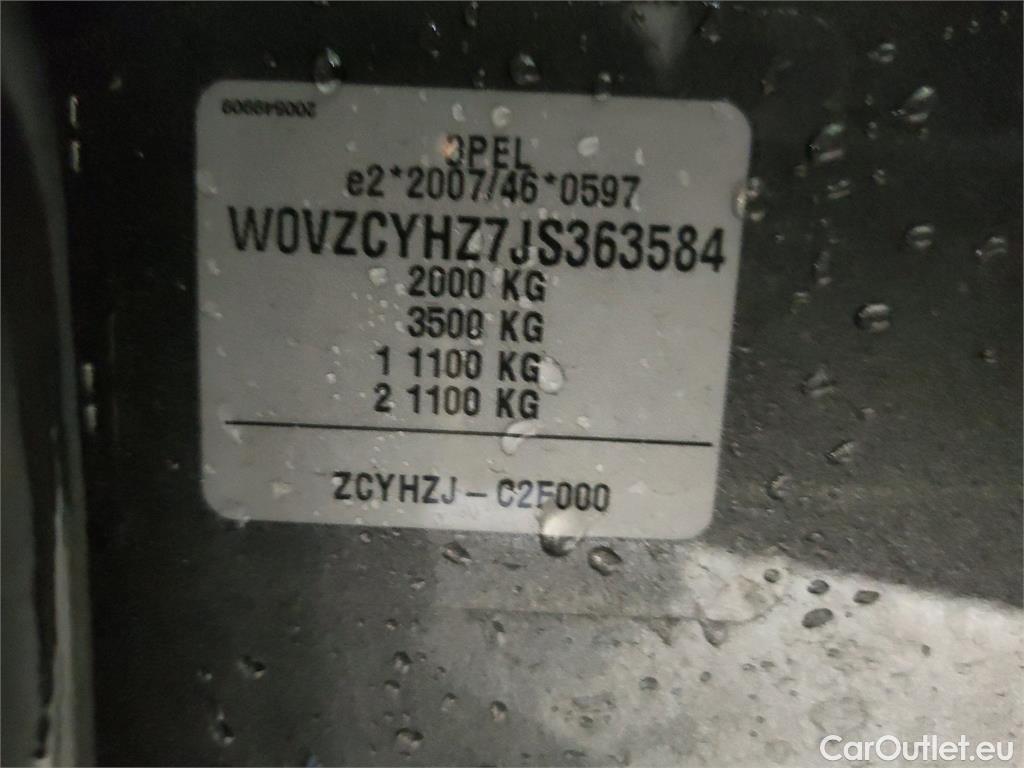 200549909
OPEL
e2*2007/46*0597
W0VZCYHZ7JS363584
2000 KG
3500 KG
1 1100 KG
2 1100 KG
ZCYHZJ - C2F000
CarOutlet.eu